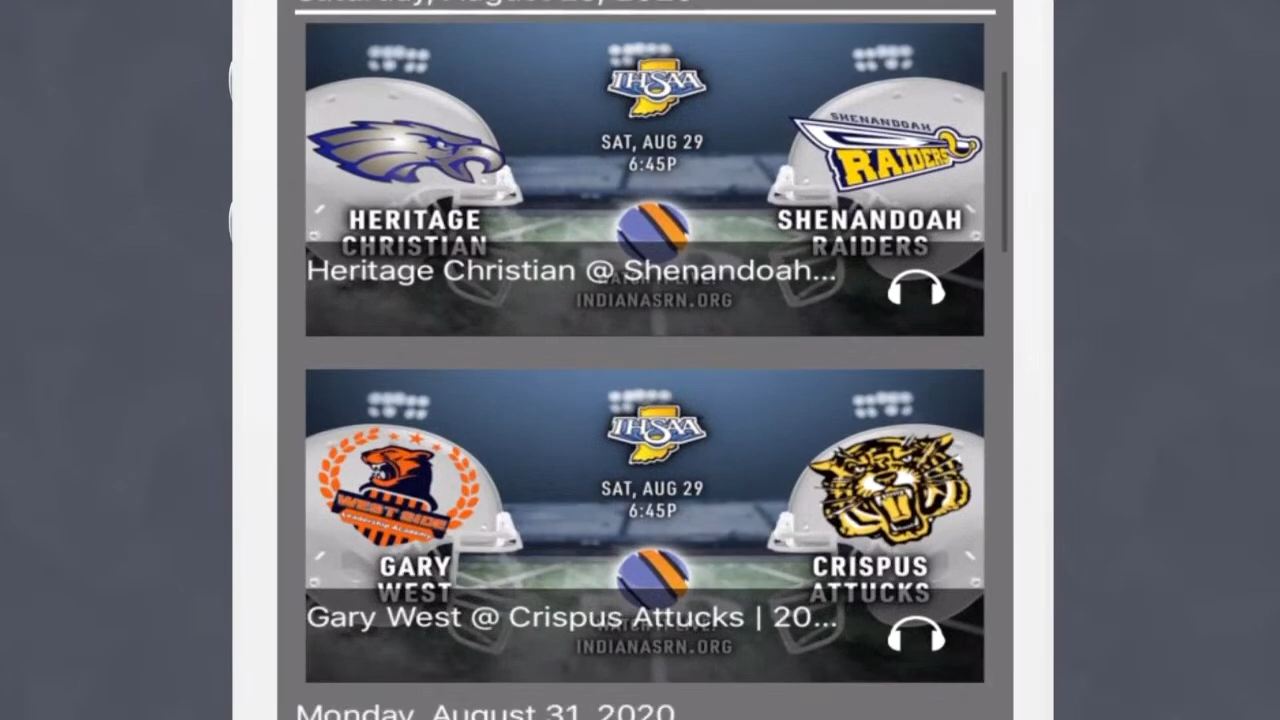 IHSAA
SAT, AUG 29
6:45P
SHENANDOAH
RAIDERS
HERITAGE
CHRISTIAN
SHENANDOAH
RAIDERS
Heritage Christian @ Shenandoah...
INDIANASRN.ORG
IHSAA
SAT, AUG 29
6:45P
WEST SIDE
Leadership Academy
GARY
WEST
CRISPUS
ATTUCKS
Gary West @ Crispus Attucks | 20...
INDIANASRN.ORG
Monday, August 31, 2020